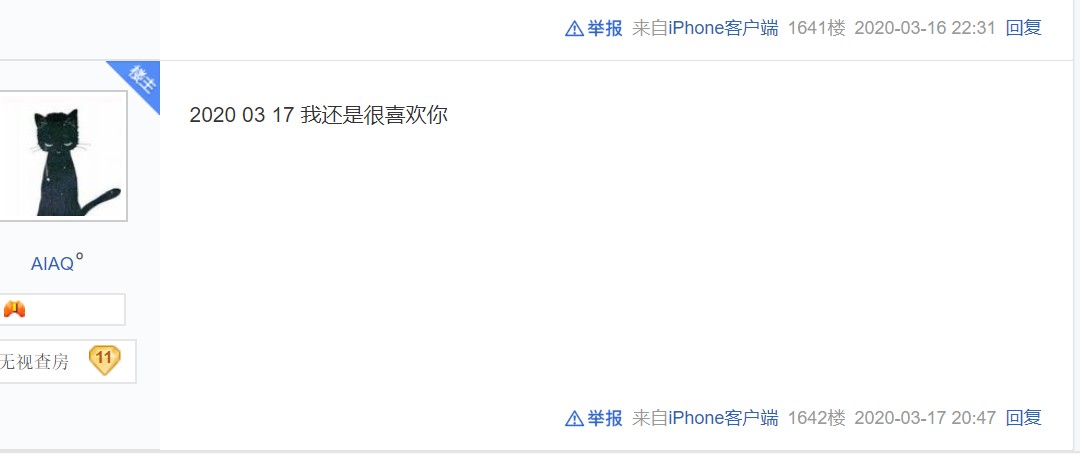 举报 来自iPhone客户端 1641楼 2020-03-16 22:31 回复
楼主
2020 03 17 我还是很喜欢你
AIAQº
无视查房 11
举报 来自iPhone客户端 1642楼 2020-03-17 20:47 回复